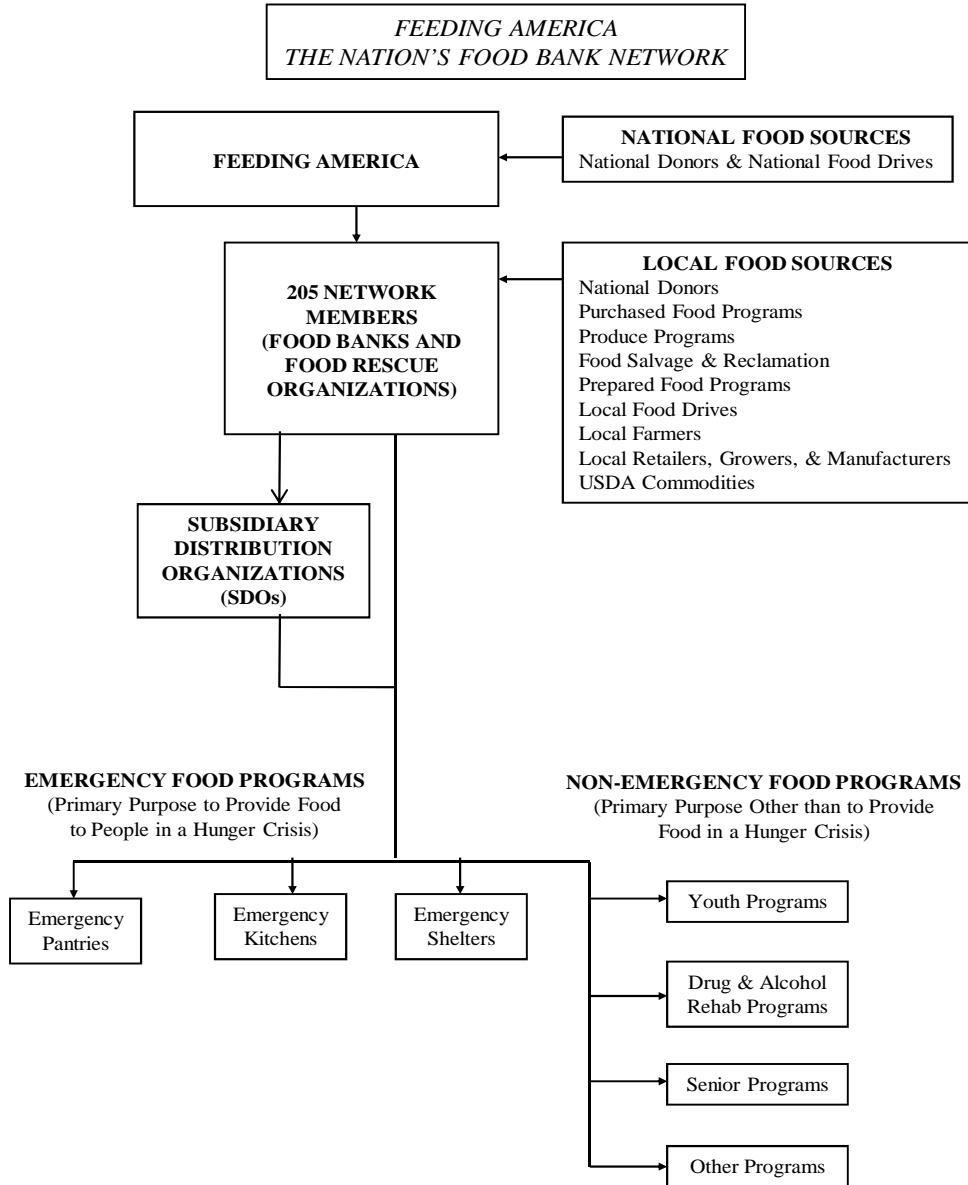 FEEDING AMERICA
THE NATION’S FOOD BANK NETWORK
FEEDING AMERICA
NATIONAL FOOD SOURCES
National Donors & National Food Drives
205 NETWORK
MEMBERS
(FOOD BANKS AND
FOOD RESCUE
ORGANIZATIONS)
LOCAL FOOD SOURCES
National Donors
Purchased Food Programs
Produce Programs
Food Salvage & Reclamation
Prepared Food Programs
Local Food Drives
Local Farmers
Local Retailers, Growers, & Manufacturers
USDA Commodities
SUBSIDIARY
DISTRIBUTION
ORGANIZATIONS
(SDOs)
EMERGENCY FOOD PROGRAMS
(Primary Purpose to Provide Food
to People in a Hunger Crisis)
NON-EMERGENCY FOOD PROGRAMS
(Primary Purpose Other than to Provide
Food in a Hunger Crisis)
Emergency
Pantries
Emergency
Kitchens
Emergency
Shelters
Youth Programs
Drug & Alcohol
Rehab Programs
Senior Programs
Other Programs